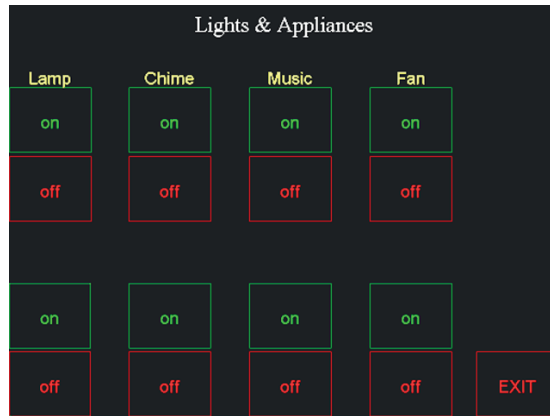 Lights & Appliances
Lamp Chime Music Fan
on on on on
off off off off
on on on on
off off off off EXIT